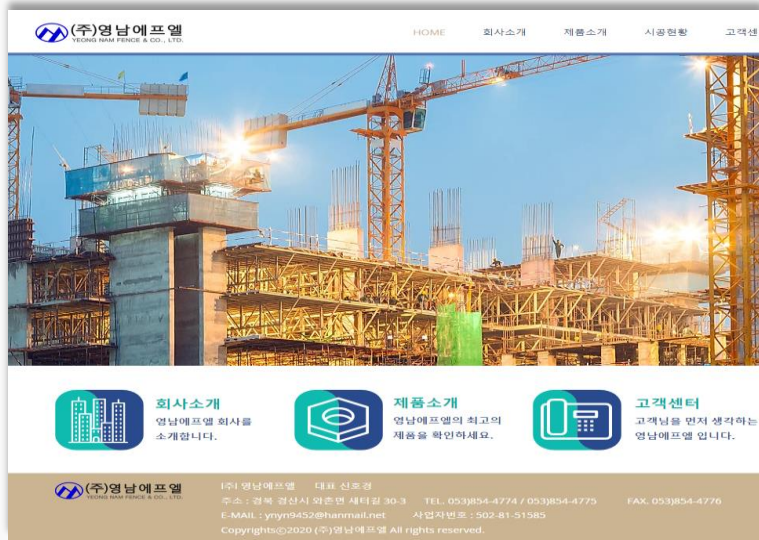 (주)영남에프엘
YEONG NAM FENCE & CO., LTD.
HOME 회사소개 제품소개 시공현황 고객센
회사소개
영남에프엘 회사를
소개합니다.
제품소개
영남에프엘의 최고의
제품을 확인하세요.
고객센터
고객님을 먼저 생각하는
영남에프엘 입니다.
(주)영남에프엘
YEONG NAM FENCE & CO., LTD.
(주) 영남에프엘 대표 신호경
주소 : 경북 경산시 와촌면 새터길 30-3 TEL. 053)854-4774 / 053)854-4775 FAX. 053)854-4776
E-MAIL : ynyn9452@hanmail.net 사업자번호 : 502-81-51585
Copyrightsⓒ2020 (주)영남에프엘 All rights reserved.